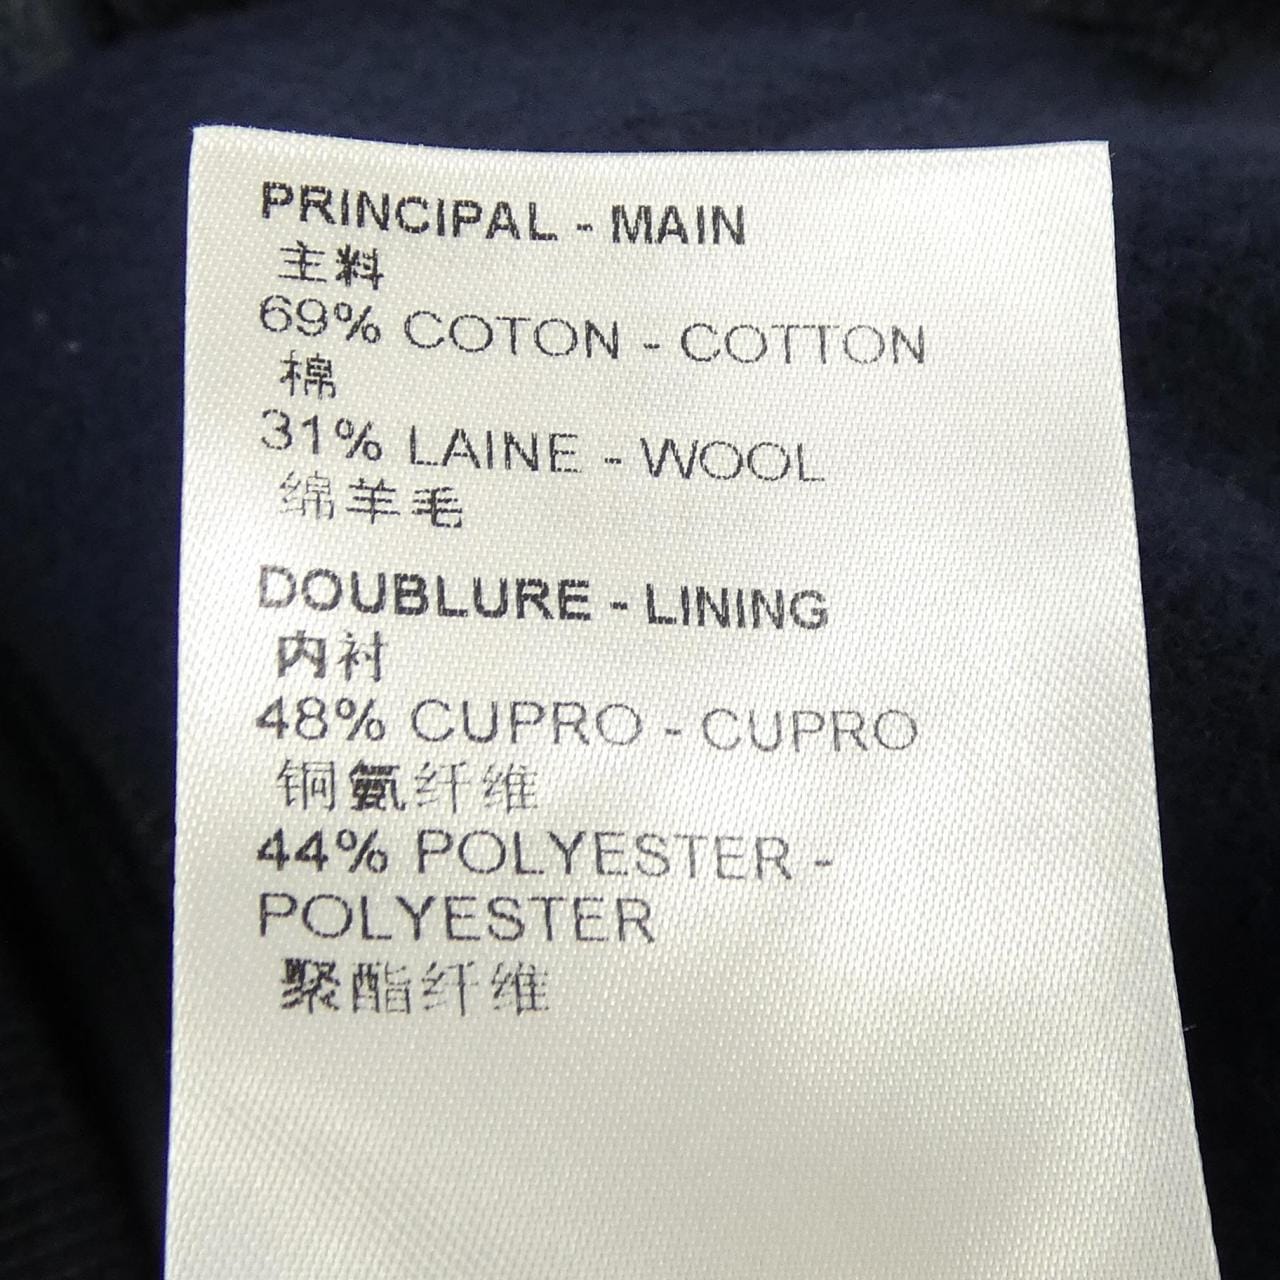 PRINCIPAL - MAIN
主料
69% COTON - COTTON
棉
31% LAINE - WOOL
绵羊毛
DOUBLURE - LINING
内衬
48% CUPRO - CUPRO
铜氨纤维
44% POLYESTER -
POLYESTER
聚酯纤维